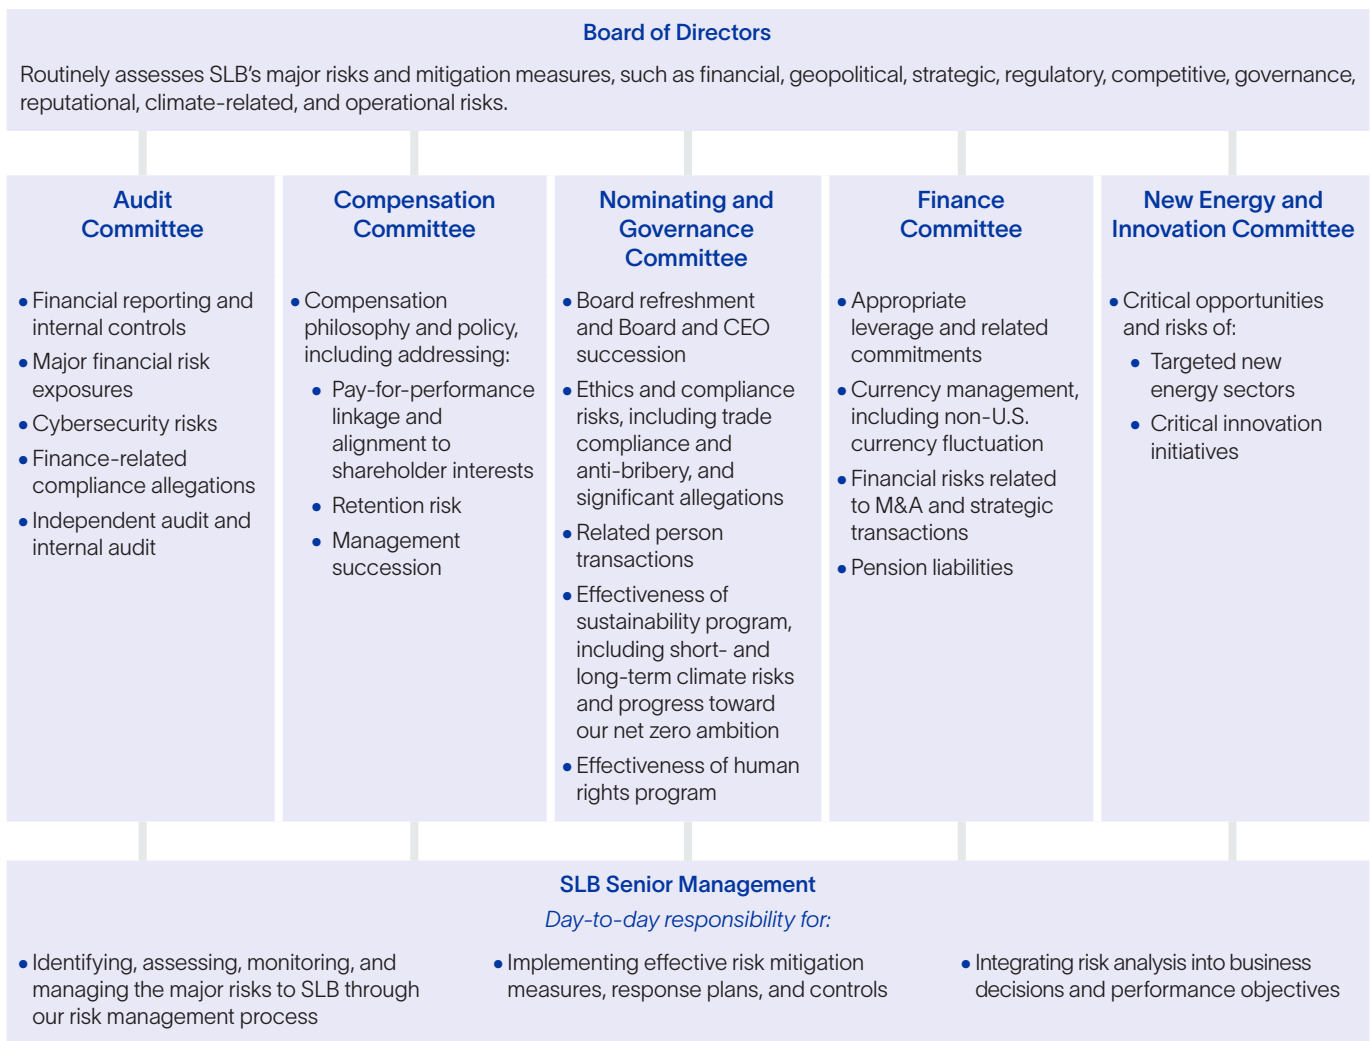 Board of Directors
Routinely assesses SLB's major risks and mitigation measures, such as financial, geopolitical, strategic, regulatory, competitive, governance,
reputational, climate-related, and operational risks.
Audit
Committee
• Financial reporting and
internal controls
• Major financial risk
exposures
• Cybersecurity risks
• Finance-related
compliance allegations
• Independent audit and
internal audit
Compensation
Committee
• Compensation
philosophy and policy,
including addressing:
• Pay-for-performance
linkage and
alignment to
shareholder interests
• Retention risk
• Management
succession
Nominating and
Governance
Committee
• Board refreshment
and Board and CEO
succession
• Ethics and compliance
risks, including trade
compliance and
anti-bribery, and
significant allegations
• Related person
transactions
• Effectiveness of
sustainability program,
including short- and
long-term climate risks
and progress toward
our net zero ambition
• Effectiveness of human
rights program
Finance
Committee
• Appropriate
leverage and related
commitments
• Currency management,
including non-U.S.
currency fluctuation
• Financial risks related
to M&A and strategic
transactions
• Pension liabilities
New Energy and
Innovation Committee
• Critical opportunities
and risks of:
• Targeted new
energy sectors
• Critical innovation
initiatives
SLB Senior Management
Day-to-day responsibility for:
• Identifying, assessing, monitoring, and
managing the major risks to SLB through
our risk management process
• Implementing effective risk mitigation
measures, response plans, and controls
• Integrating risk analysis into business
decisions and performance objectives